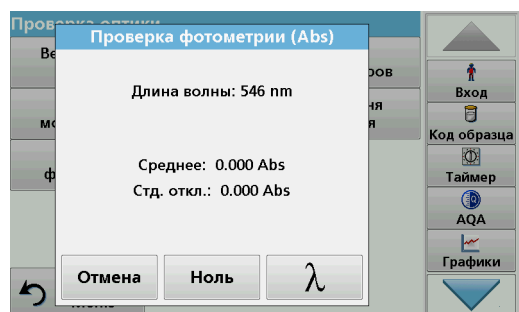 Проверка оптики
Проверка фотометрии (Abs)
Длина волны: 546 nm
Среднее: 0.000 Abs
Стд. откл.: 0.000 Abs
Отмена
Ноль
λ
Меню
Вход
Код образца
Таймер
AQA
Графики